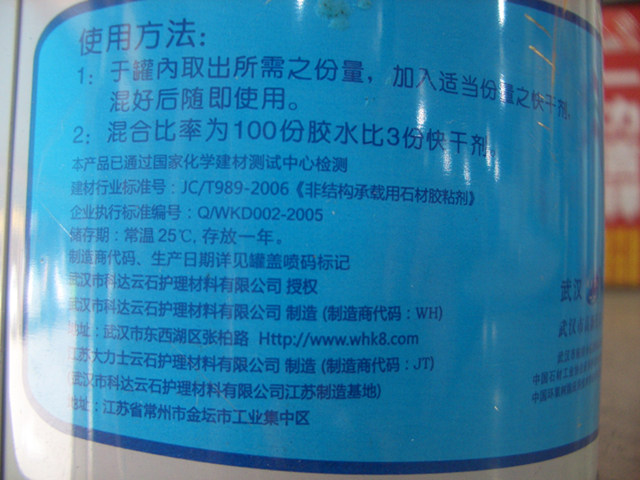 使用方法:
1: 于罐内取出所需之份量, 加入适当份量之快干剂,
混好后随即使用。
2: 混合比率为100份胶水比3份快干剂。
本产品已通过国家化学建材测试中心检测
建材行业标准号: JC/T989-2006《非结构承载用石材胶粘剂》
企业执行标准编号: Q/WKD002-2005
储存期: 常温25℃, 存放一年。
制造商代码、生产日期详见罐盖喷码标记
武汉市科达云石护理材料有限公司 授权
武汉市科达云石护理材料有限公司 制造 (制造商代码: WH)
地址: 武汉市东西湖区张柏路 Http://www.whk8.com
江苏大力士云石护理材料有限公司 制造 (制造商代码: JT)
武汉市科达云石护理材料有限公司江苏制造基地)
地址: 江苏省常州市金坛市工业集中区
武汉
武汉市
中国石材工业
中国环